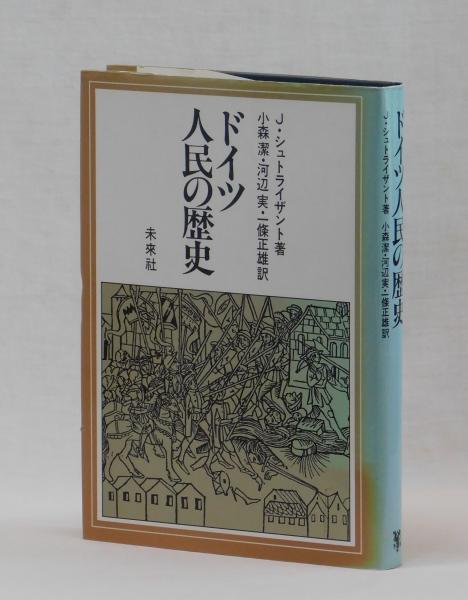 J・シュトライザント著
小森 潔・河辺 実・一條正雄訳
ドイツ
人民の歴史
未來社
ドイツ人民の歴史
J・シュトライザント著 小森 潔・河辺 実・一條正雄訳